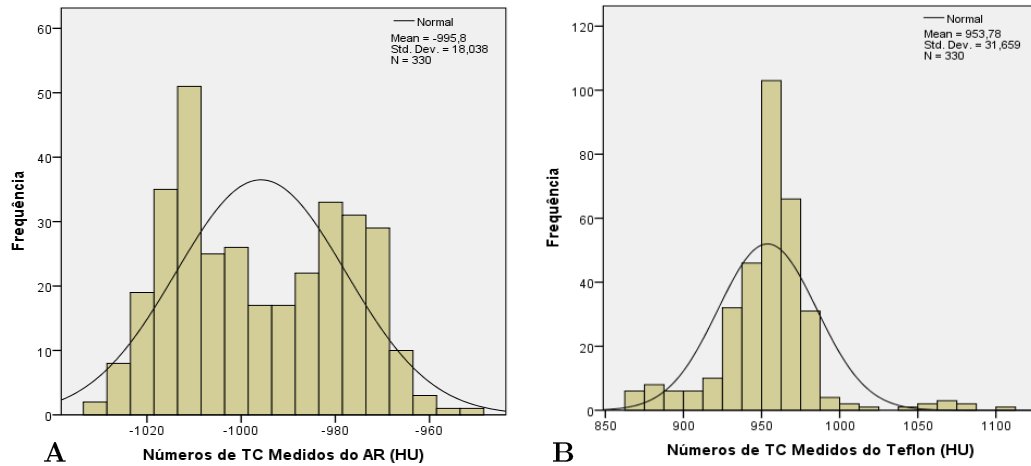 Normal
Mean = -995,8
Std. Dev. = 18,038
N = 330
60
50
40
30
20
10
0
Frequência
-1020 -1000 -980 -960
A Números de TC Medidos do AR (HU)
Normal
Mean = 953,78
Std. Dev. = 31,659
N = 330
120
100
80
60
40
20
0
Frequência
850 900 950 1000 1050 1100
B Números de TC Medidos do Teflon (HU)